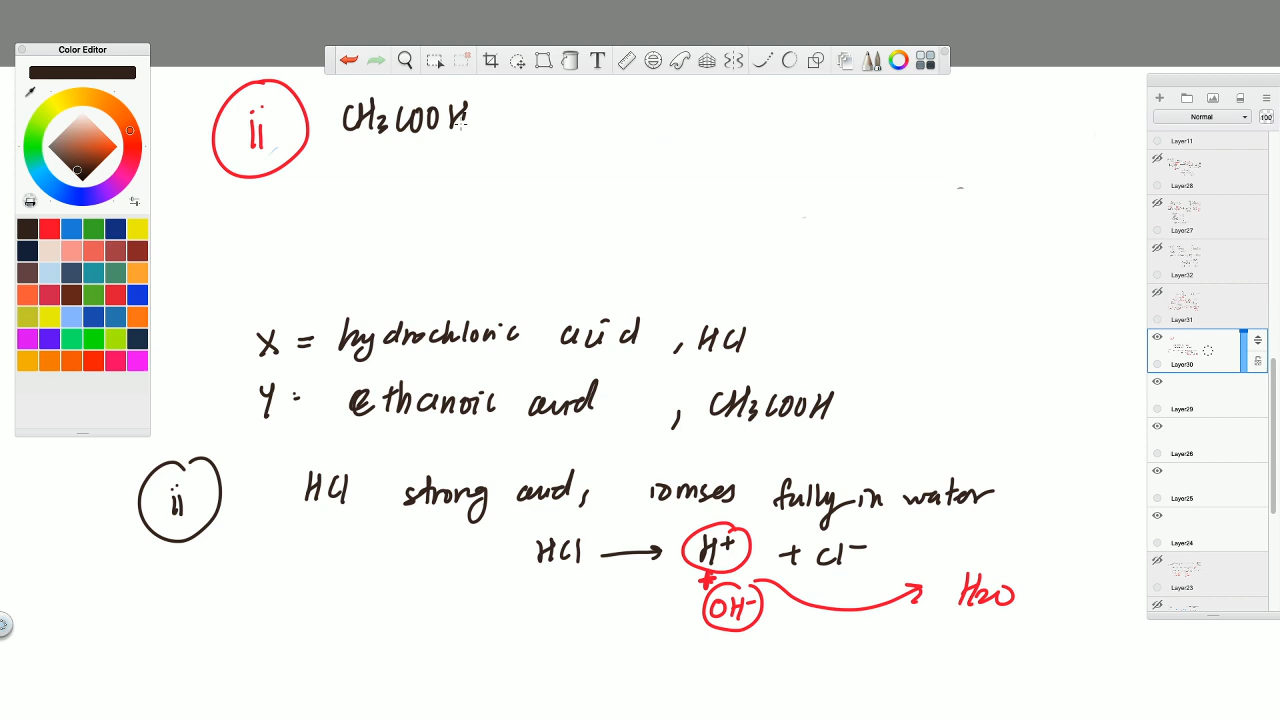 Color Editor
Normal
100
Layer11
Layer28
Layer27
Layer32
Layer31
Layer30
Layer29
Layer26
Layer25
Layer24
Layer23
ii CH3COOH
X = hydrochloric acid , HCl
Y = ethanoic acid , CH3COOH
ii HCl strong acid, ionises fully in water
HCl → H+ + Cl−
+
OH− → H2O